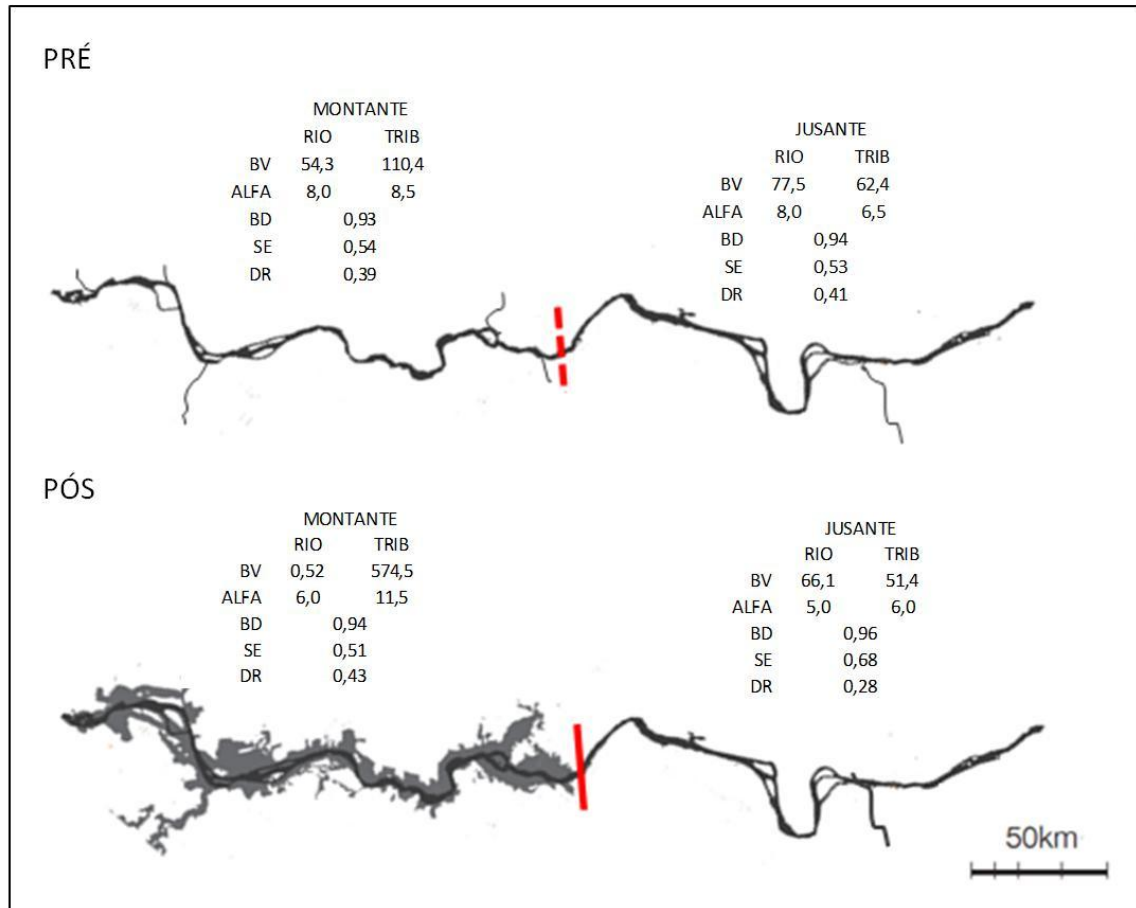 PRÉ
MONTANTE
RIO TRIB
BV 54,3 110,4
ALFA 8,0 8,5
BD 0,93
SE 0,54
DR 0,39
JUSANTE
RIO TRIB
BV 77,5 62,4
ALFA 8,0 6,5
BD 0,94
SE 0,53
DR 0,41
PÓS
MONTANTE
RIO TRIB
BV 0,52 574,5
ALFA 6,0 11,5
BD 0,94
SE 0,51
DR 0,43
JUSANTE
RIO TRIB
BV 66,1 51,4
ALFA 5,0 6,0
BD 0,96
SE 0,68
DR 0,28
50km